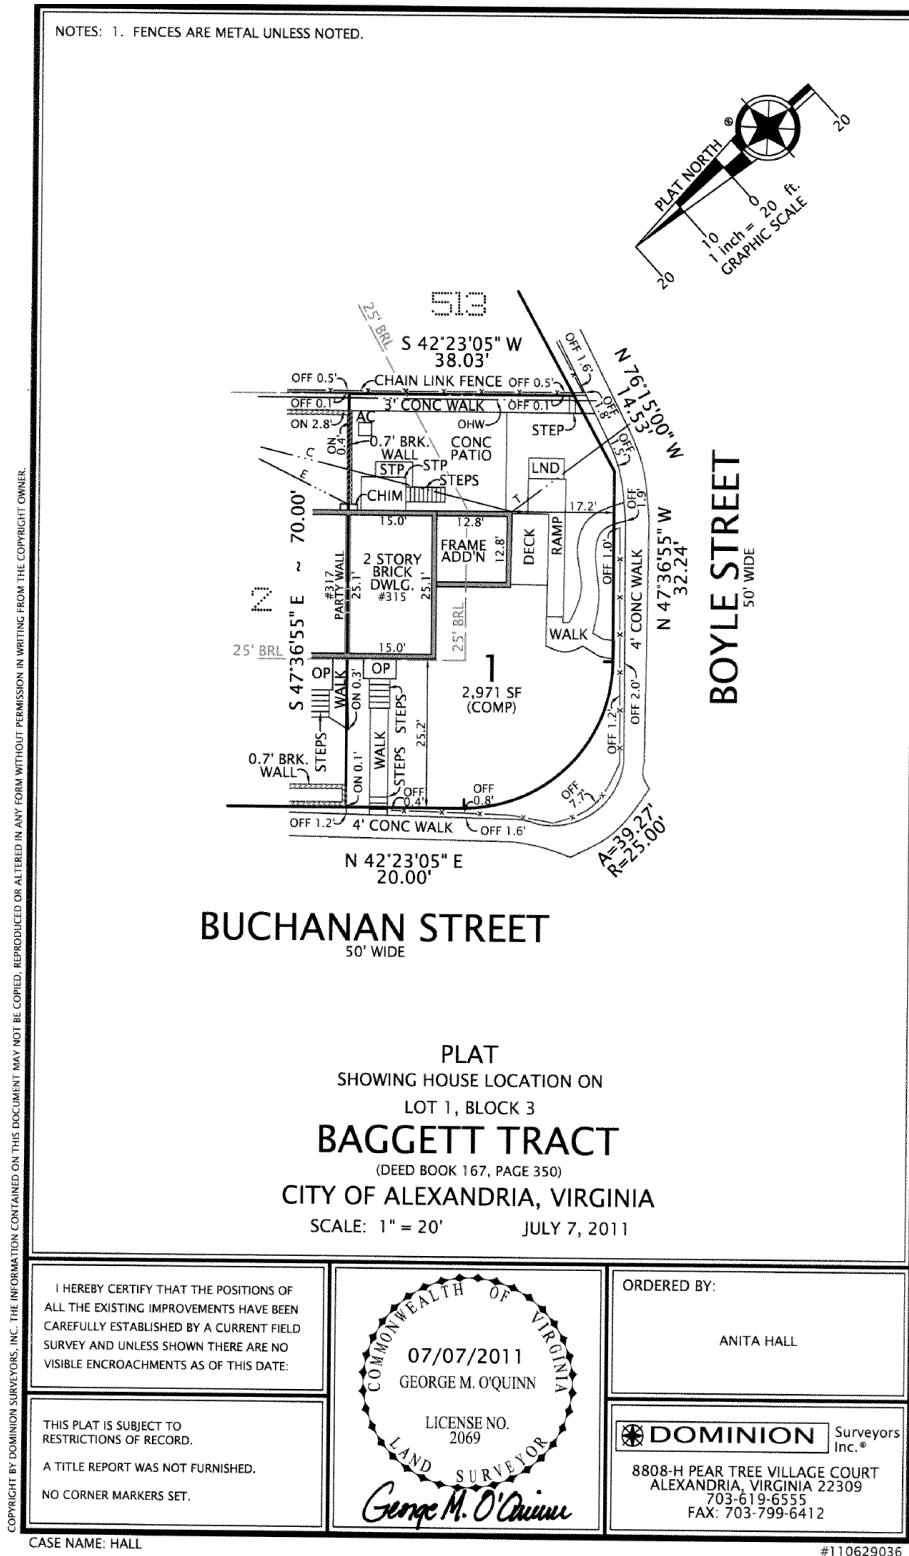 NOTES: 1. FENCES ARE METAL UNLESS NOTED.
PLAT NORTH ®
20
0
10
20
1 inch = 20 ft.
GRAPHIC SCALE
513
25' BRL
S 42°23'05" W
38.03'
OFF 0.5'
CHAIN LINK FENCE
OFF 0.5'
OFF 0.1'
3' CONC WALK
OFF 0.1'
ON 2.8'
AC
OHW
STEP
OFF 1.6'
OFF 1.8'
OFF
N 76°15'00" W
14.53'
ON 0.4'
0.7' BRK.
WALL
CONC
PATIO
C
E
STP
STP
STEPS
LND
CHIM
T
17.2'
OFF
15.0'
12.8'
S 47°36'55" E ~ 70.00'
#317
PARTY WALL
25.1'
2 STORY
BRICK
DWLG.
#315
25.1'
FRAME
ADD'N
12.8'
DECK
RAMP
OFF 1.0'
4' CONC WALK
N 47°36'55" W
32.24'
BOYLE STREET
50' WIDE
2
25' BRL
15.0'
25' BRL
WALK
1
2,971 SF
(COMP)
OP
WALK
ON 0.3'
OP
STEPS
STEPS
WALK
STEPS
25.2'
OFF 2.0'
OFF 1.2'
0.7' BRK.
WALL
ON 0.1'
OFF
0.4'
OFF
0.8'
OFF
7.7'
OFF 1.2'
4' CONC WALK
OFF 1.6'
A=39.27'
R=25.00'
N 42°23'05" E
20.00'
BUCHANAN STREET
50' WIDE
PLAT
SHOWING HOUSE LOCATION ON
LOT 1, BLOCK 3
BAGGETT TRACT
(DEED BOOK 167, PAGE 350)
CITY OF ALEXANDRIA, VIRGINIA
SCALE: 1" = 20'
JULY 7, 2011
COPYRIGHT BY DOMINION SURVEYORS, INC. THE INFORMATION CONTAINED ON THIS DOCUMENT MAY NOT BE COPIED, REPRODUCED OR ALTERED IN ANY FORM WITHOUT PERMISSION IN WRITING FROM THE COPYRIGHT OWNER.
I HEREBY CERTIFY THAT THE POSITIONS OF
ALL THE EXISTING IMPROVEMENTS HAVE BEEN
CAREFULLY ESTABLISHED BY A CURRENT FIELD
SURVEY AND UNLESS SHOWN THERE ARE NO
VISIBLE ENCROACHMENTS AS OF THIS DATE:
THIS PLAT IS SUBJECT TO
RESTRICTIONS OF RECORD.
A TITLE REPORT WAS NOT FURNISHED.
NO CORNER MARKERS SET.
COMMONWEALTH OF VIRGINIA
07/07/2011
GEORGE M. O'QUINN
LICENSE NO.
2069
LAND SURVEYOR
George M. O'Quinn
ORDERED BY:
ANITA HALL
DOMINION Surveyors
Inc.®
8808-H PEAR TREE VILLAGE COURT
ALEXANDRIA, VIRGINIA 22309
703-619-6555
FAX: 703-799-6412
CASE NAME: HALL
#110629036